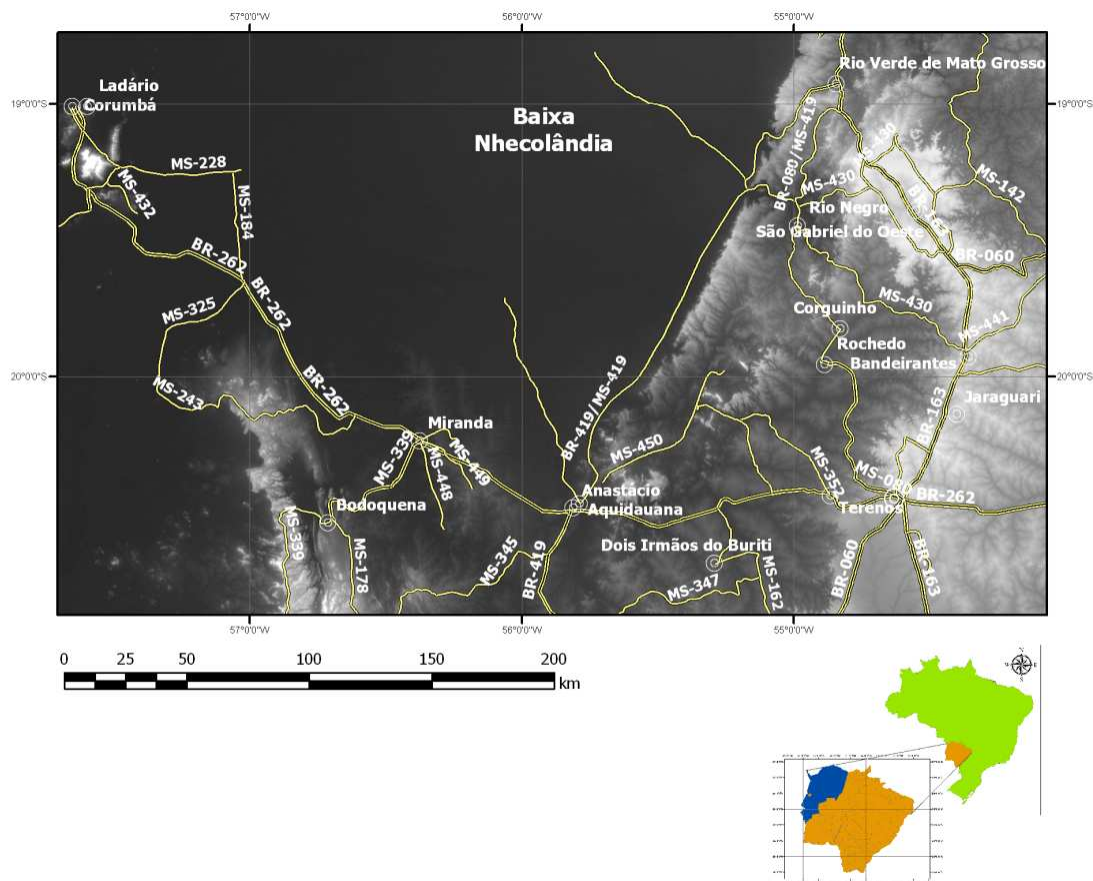 57°0'0"W 56°0'0"W 55°0'0"W
Rio Verde de Mato Grosso
Ladário
Corumbá
19°0'0"S
19°0'0"S
Baixa
Nhecolândia
BR-080/MS-419
MS-430
MS-228
MS-432
MS-184
MS-430
MS-142
Rio Negro
BR-163
São Gabriel do Oeste
BR-262
BR-060
BR-262
MS-325
MS-430
Corguinho
MS-441
Rochedo
Bandeirantes
20°0'0"S
20°0'0"S
BR-262
MS-243
BR-419/MS-419
Jaraguari
BR-163
Miranda
MS-339
MS-448
MS-449
MS-450
MS-352
MS-080
BR-262
Anastácio
Aquidauana
Terenos
Bodoquena
MS-339
MS-178
MS-345
BR-419
Dois Irmãos do Buriti
MS-347
MS-162
BR-060
BR-163
57°0'0"W 56°0'0"W 55°0'0"W
0 25 50 100 150 200
km